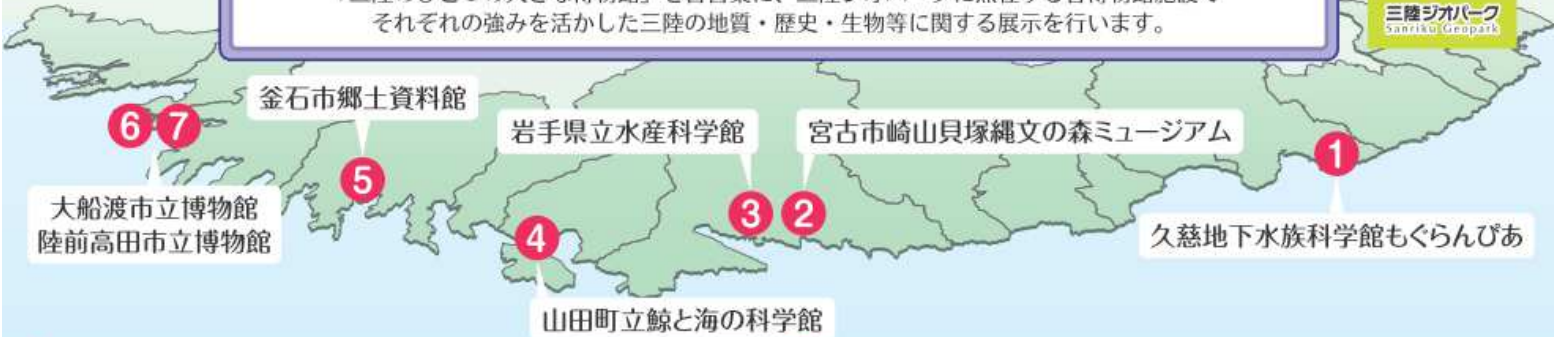 それぞれの強みを活かした三陸の地質・歴史・生物等に関する展示を行います。
三陸ジオパーク
Sanriku Geopark
釜石市郷土資料館
6 7
岩手県立水産科学館
宮古市崎山貝塚縄文の森ミュージアム
1
5
大船渡市立博物館
陸前高田市立博物館
3 2
4
久慈地下水族科学館もぐらんぴあ
山田町立鯨と海の科学館